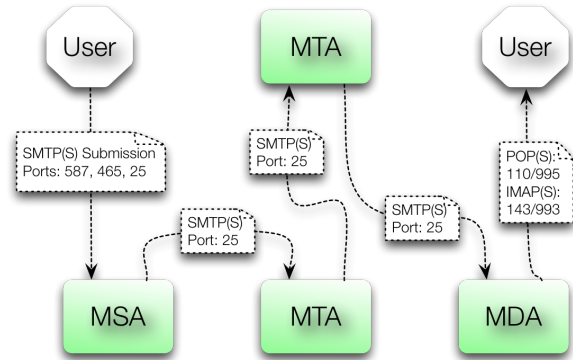 User
MTA
User
SMTP(S) Submission
Ports: 587, 465, 25
SMTP(S)
Port: 25
POP(S):
110/995
IMAP(S):
143/993
SMTP(S)
Port: 25
SMTP(S)
Port: 25
MSA
MTA
MDA